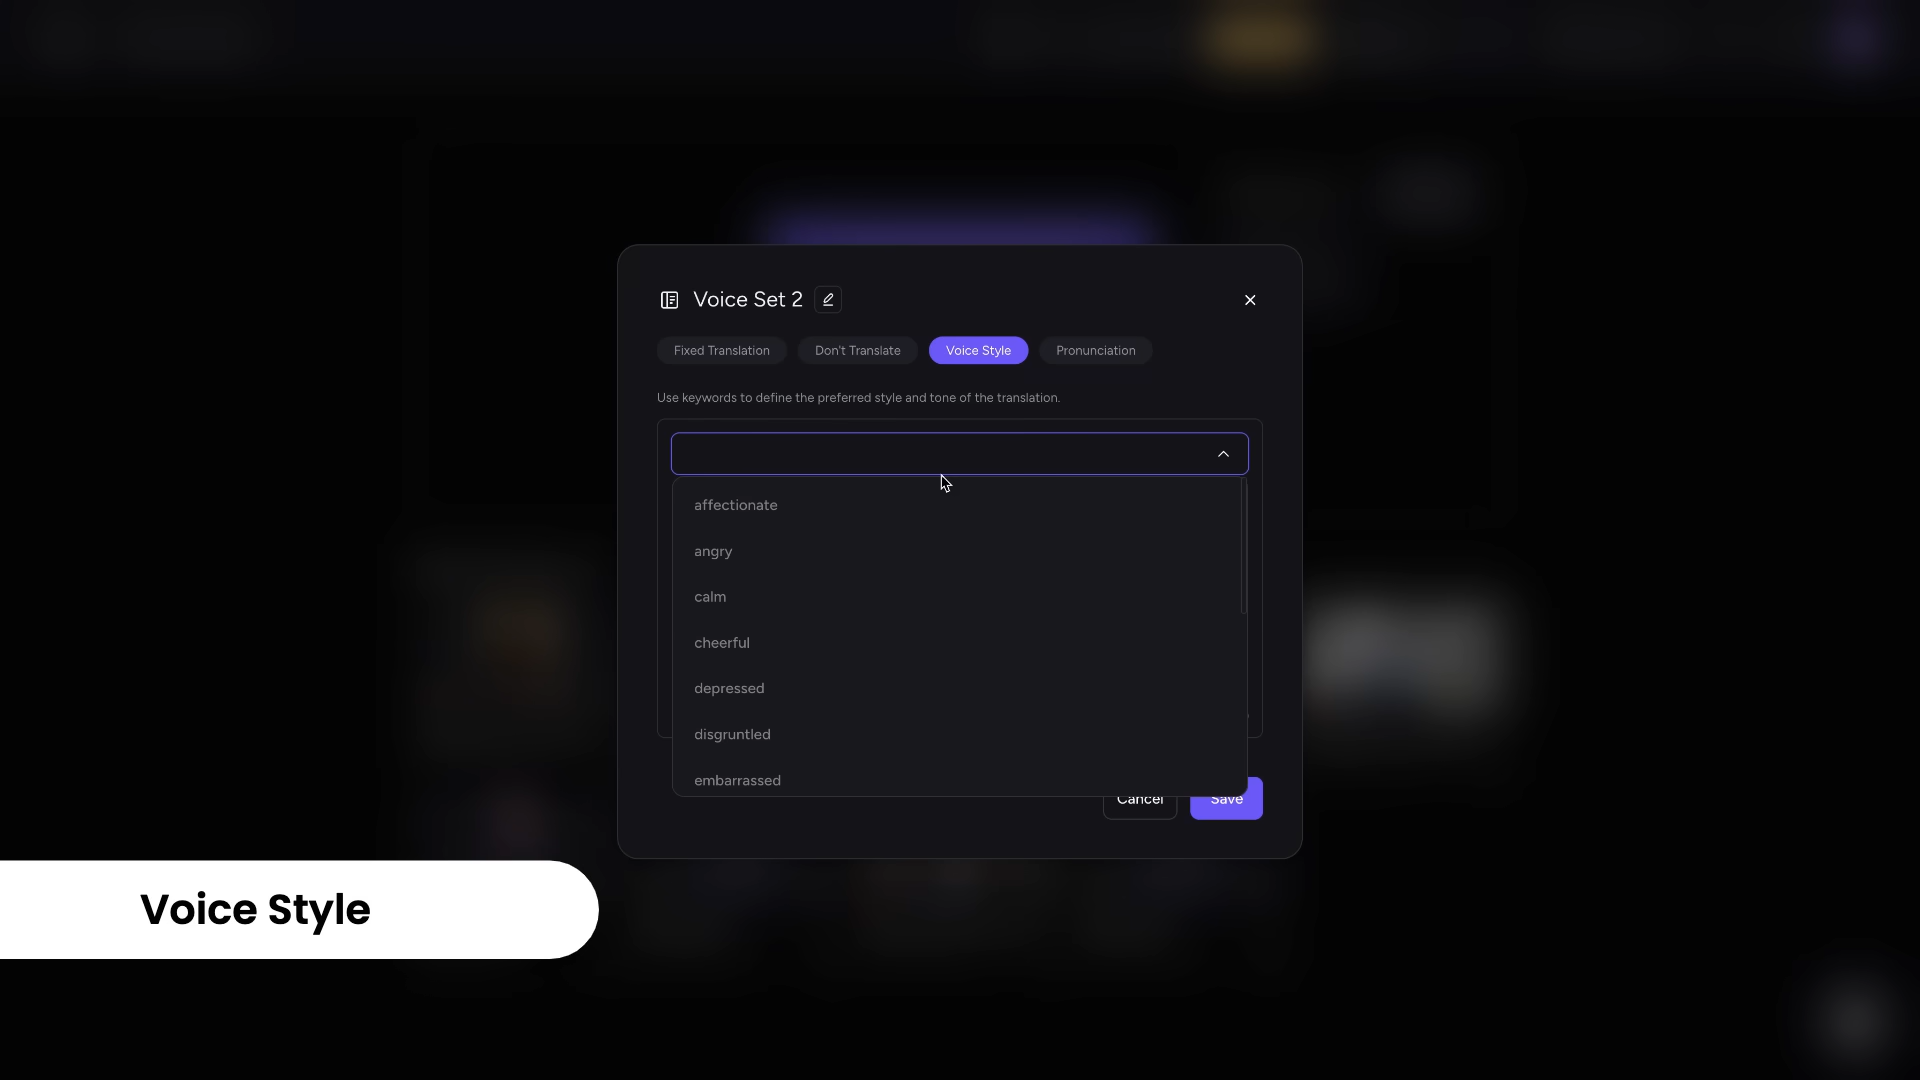 Voice Set 2
Fixed Translation
Don't Translate
Voice Style
Pronunciation
Use keywords to define the preferred style and tone of the translation.
affectionate
angry
calm
cheerful
depressed
disgruntled
embarrassed
Cancel
Save
Voice Style